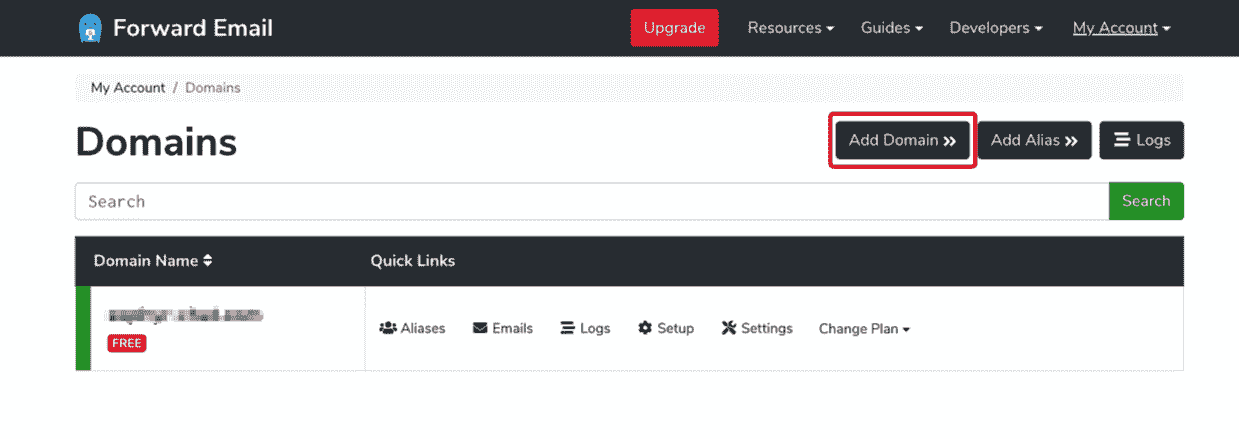 Forward Email
Upgrade Resources Guides Developers My Account
My Account / Domains
Domains
Add Domain »
Add Alias »
Logs
Search
Search
Domain Name Quick Links
FREE
Aliases Emails Logs Setup Settings Change Plan